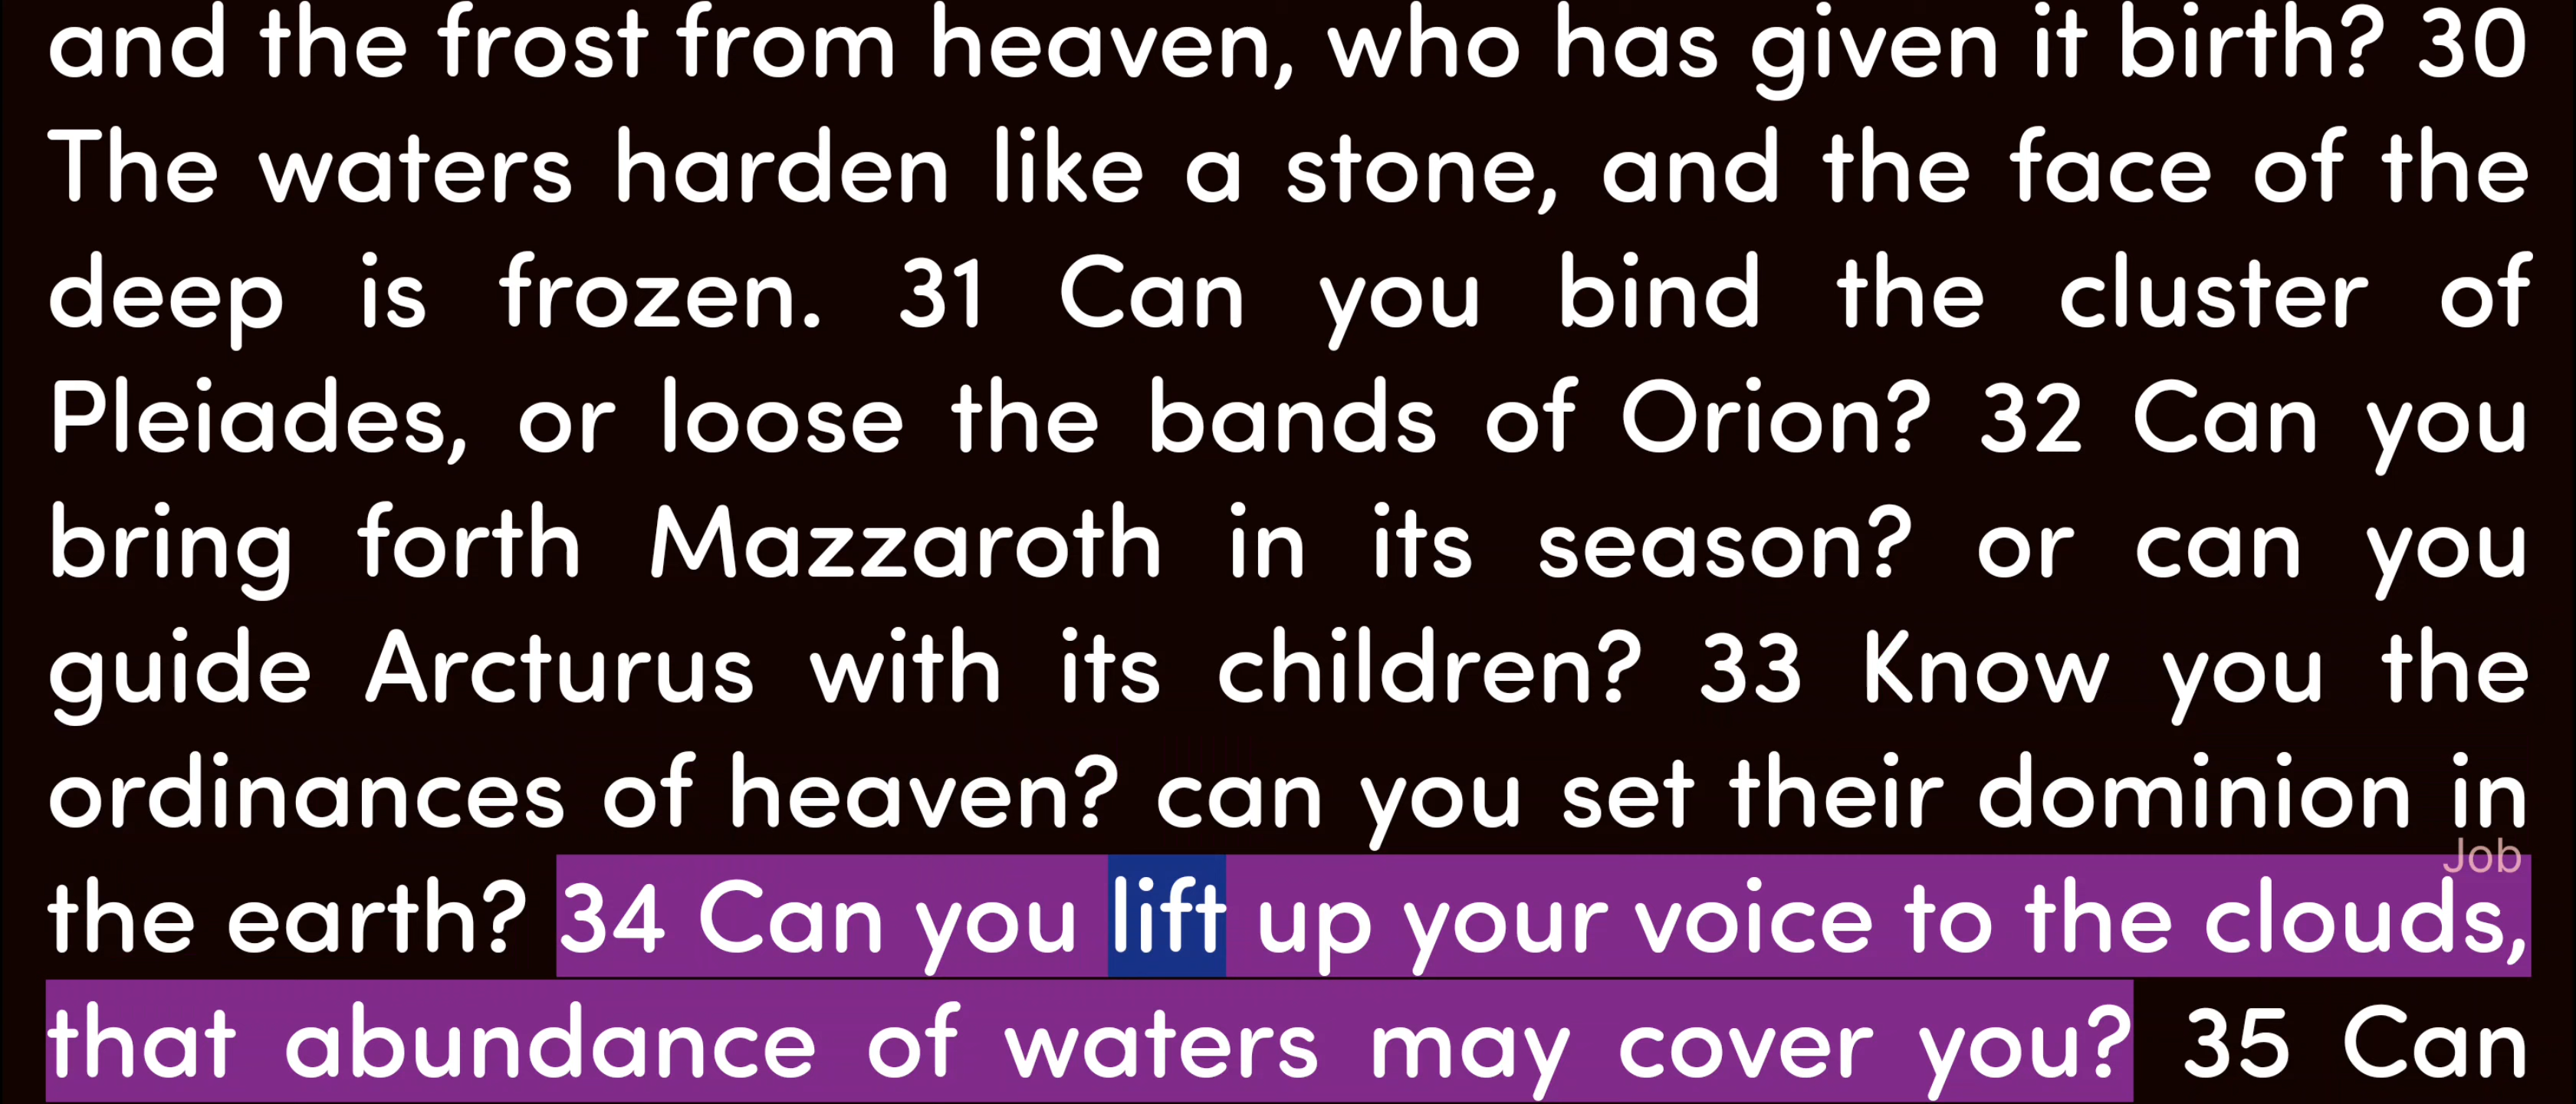 and the frost from heaven, who has given it birth? 30
The waters harden like a stone, and the face of the
deep is frozen. 31 Can you bind the cluster of
Pleiades, or loose the bands of Orion? 32 Can you
bring forth Mazzaroth in its season? or can you
guide Arcturus with its children? 33 Know you the
ordinances of heaven? can you set their dominion in
Job
the earth? 34 Can you lift up your voice to the clouds,
that abundance of waters may cover you? 35 Can